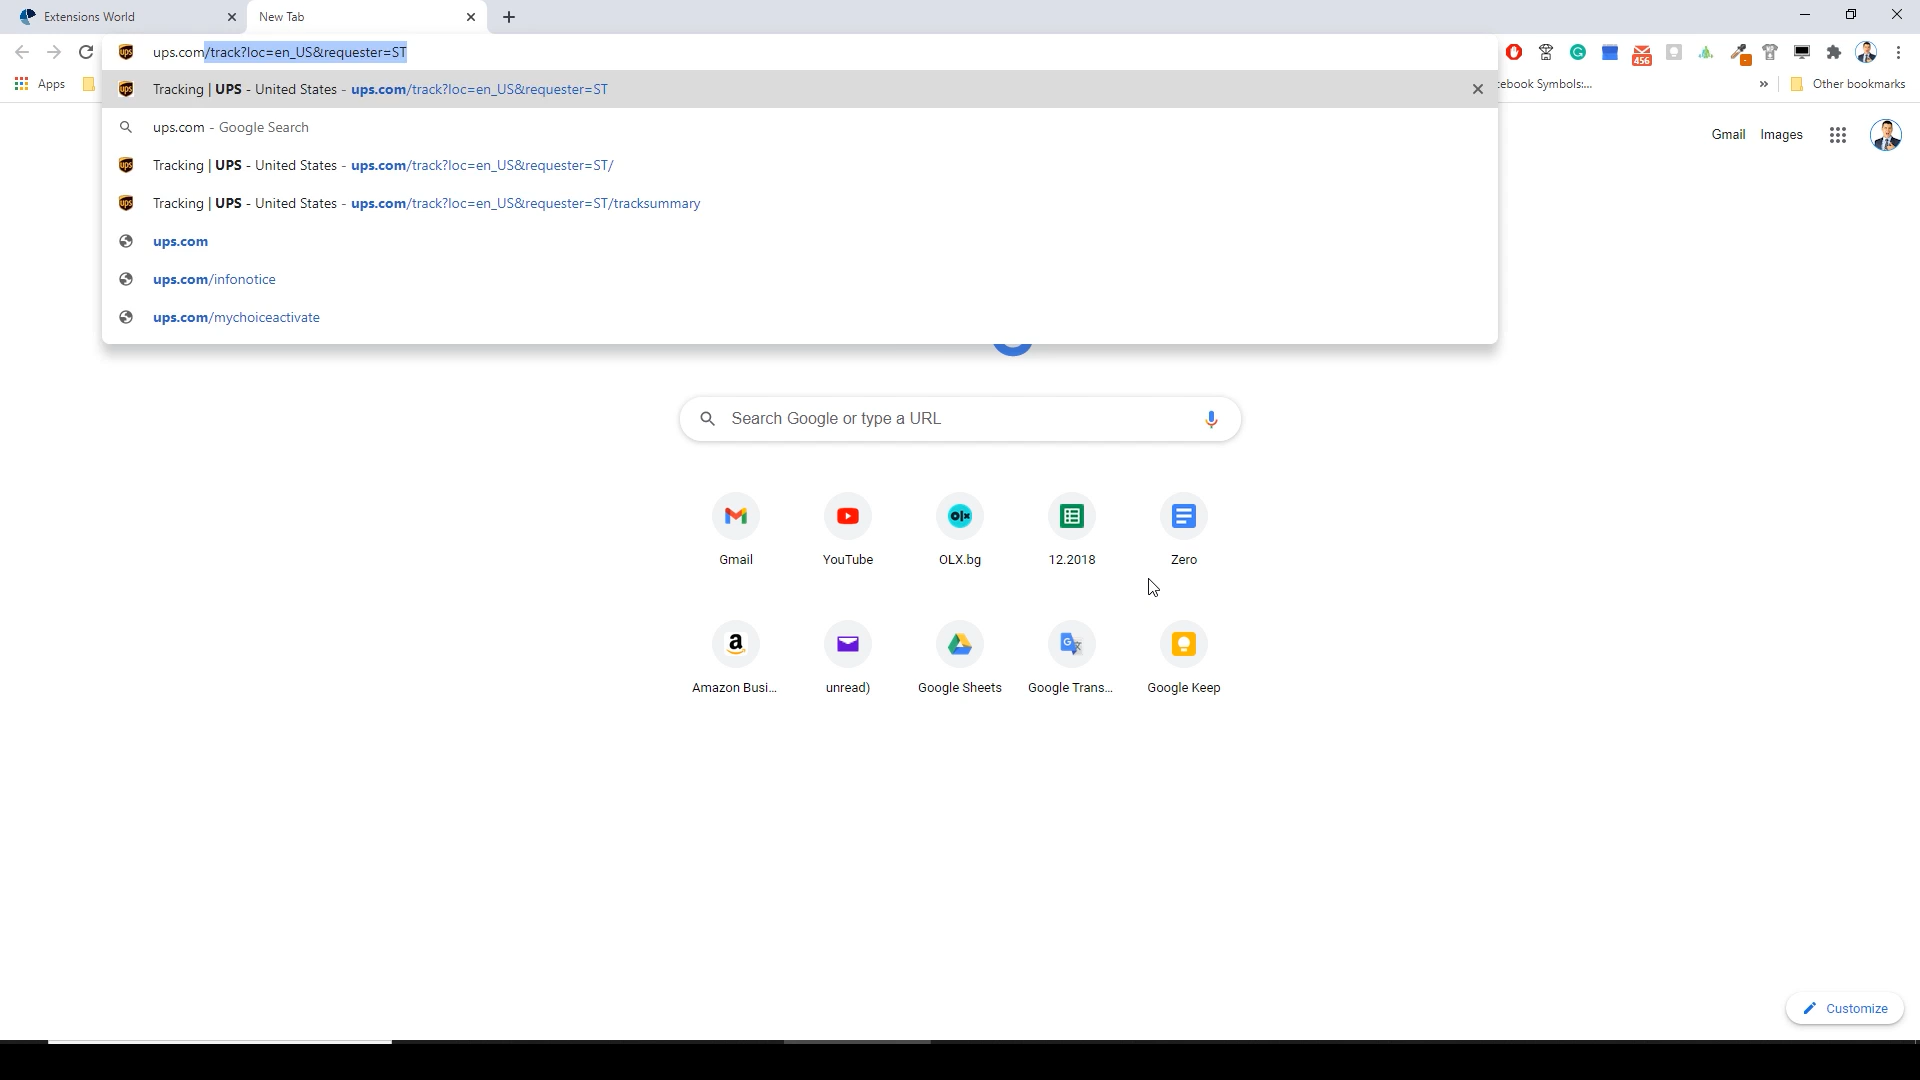 Extensions World
New Tab
ups.com/track?loc=en_US&requester=ST
456
Apps
ebook Symbols:...
»
Other bookmarks
Tracking | UPS - United States - ups.com/track?loc=en_US&requester=ST
ups.com - Google Search
Tracking | UPS - United States - ups.com/track?loc=en_US&requester=ST/
Tracking | UPS - United States - ups.com/track?loc=en_US&requester=ST/tracksummary
ups.com
ups.com/infonotice
ups.com/mychoiceactivate
Gmail Images
Search Google or type a URL
olx
Gmail YouTube OLX.bg 12.2018 Zero
a
Amazon Busi... unread) Google Sheets Google Trans... Google Keep
Customize